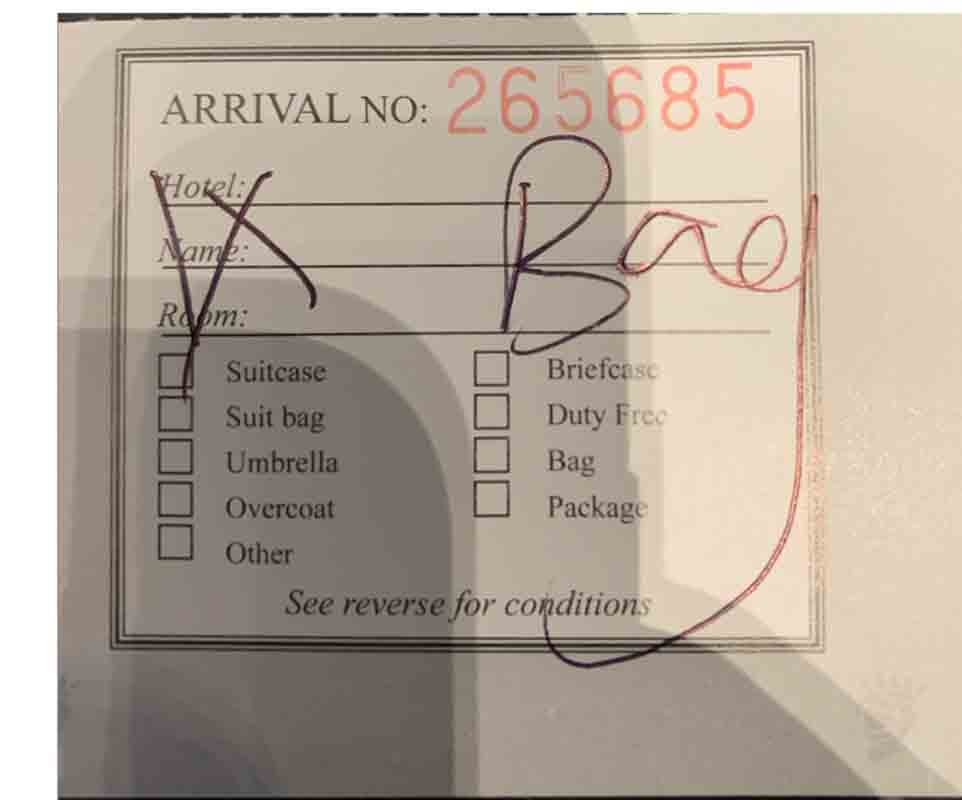 ARRIVAL NO: 265685
Hotel:
Name:
Room:
Bag
Suitcase
Suit bag
Umbrella
Overcoat
Other
Briefcase
Duty Free
Bag
Package
See reverse for conditions